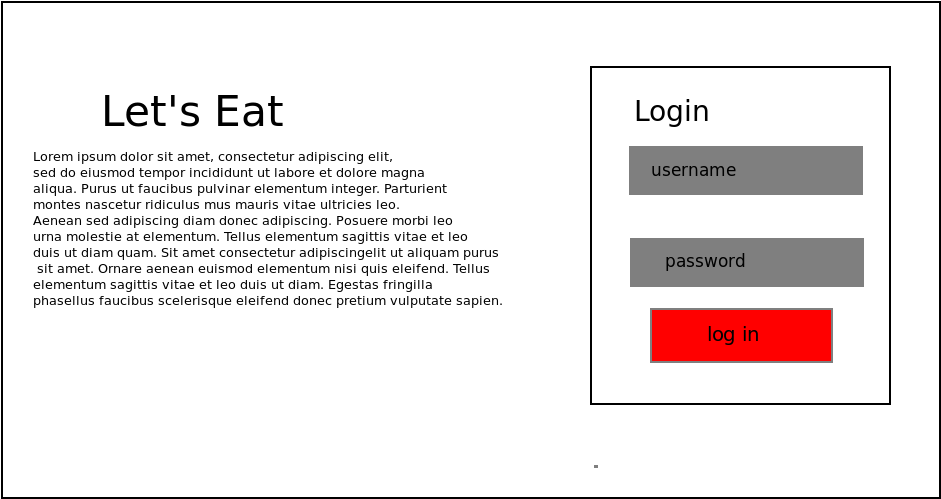 Let's Eat
Lorem ipsum dolor sit amet, consectetur adipiscing elit,
sed do eiusmod tempor incididunt ut labore et dolore magna
aliqua. Purus ut faucibus pulvinar elementum integer. Parturient
montes nascetur ridiculus mus mauris vitae ultricies leo.
Aenean sed adipiscing diam donec adipiscing. Posuere morbi leo
urna molestie at elementum. Tellus elementum sagittis vitae et leo
duis ut diam quam. Sit amet consectetur adipiscingelit ut aliquam purus
sit amet. Ornare aenean euismod elementum nisi quis eleifend. Tellus
elementum sagittis vitae et leo duis ut diam. Egestas fringilla
phasellus faucibus scelerisque eleifend donec pretium vulputate sapien.
Login
username
password
log in